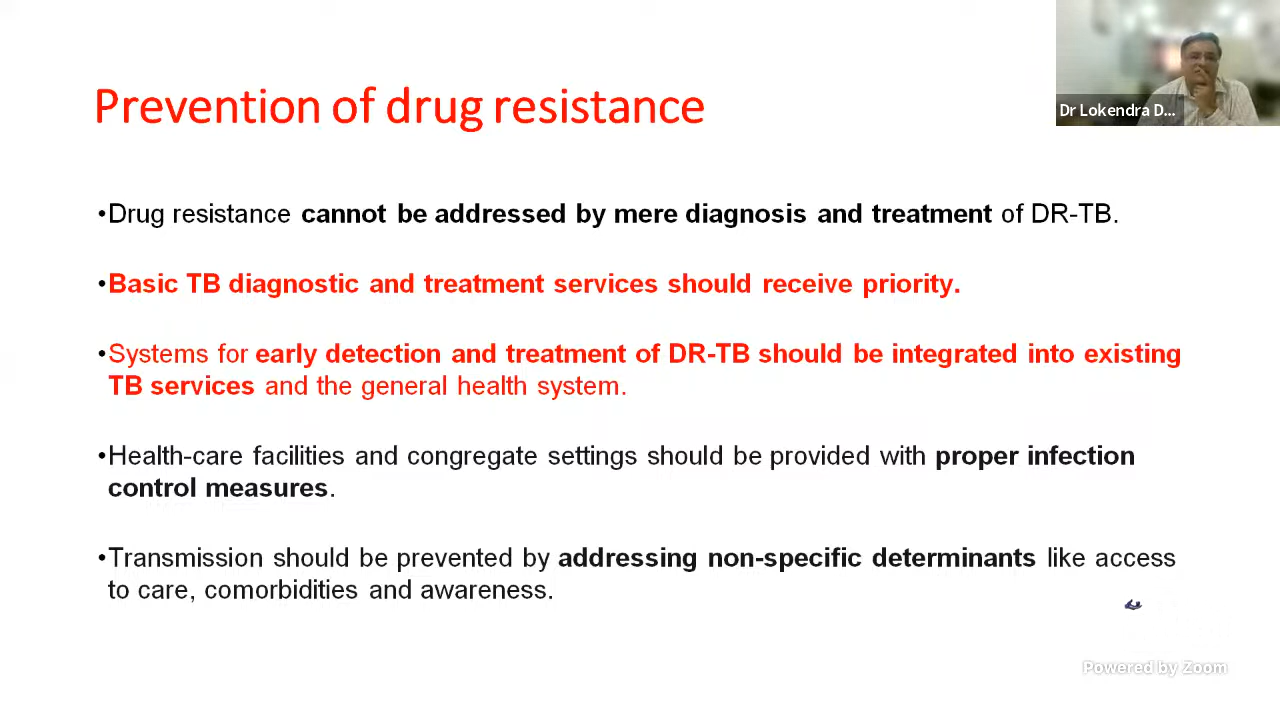 Prevention of drug resistance
Dr Lokendra D...
•Drug resistance cannot be addressed by mere diagnosis and treatment of DR-TB.
•Basic TB diagnostic and treatment services should receive priority.
•Systems for early detection and treatment of DR-TB should be integrated into existing
TB services and the general health system.
•Health-care facilities and congregate settings should be provided with proper infection
control measures.
•Transmission should be prevented by addressing non-specific determinants like access
to care, comorbidities and awareness.
Powered by Zoom